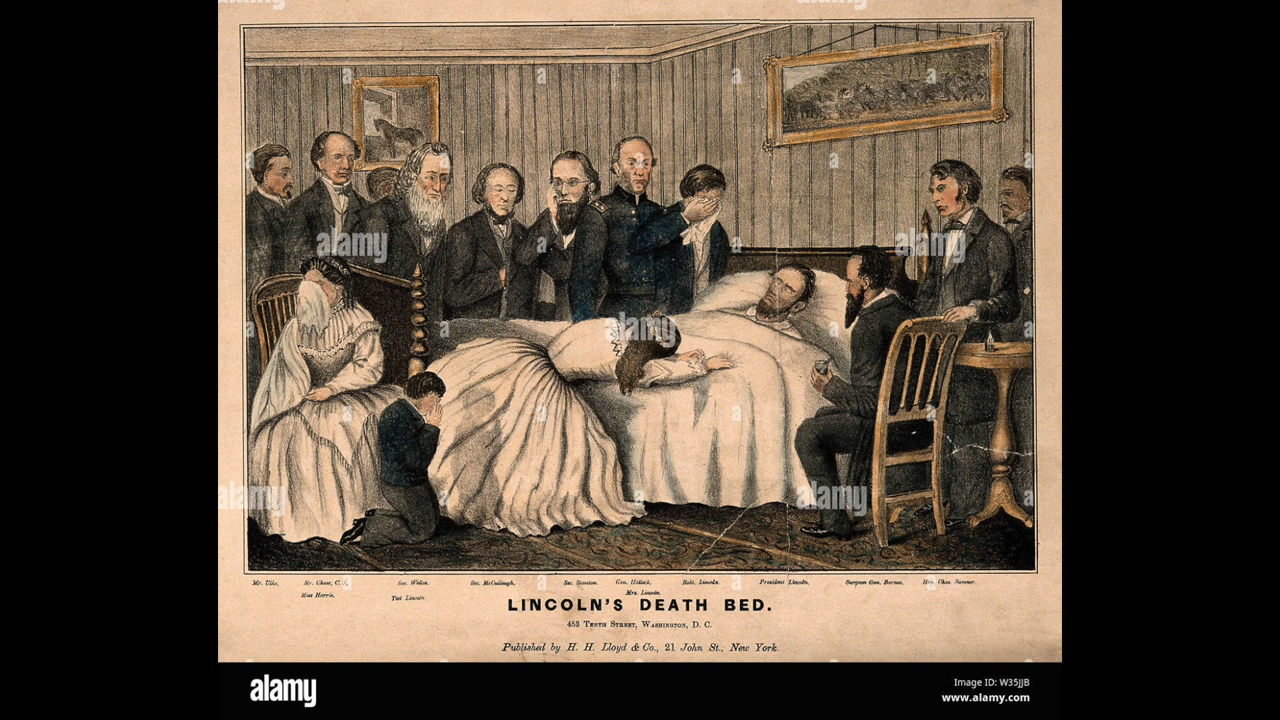 Mr. Ulke. Mr. Chase, C. J. Sec. Welles. Sec. McCullough. Sec. Stanton. Gen. Halleck. Robt. Lincoln. President Lincoln. Surgeon Gen. Barnes. Hon. Chas. Sumner.
Miss Harris. Tad Lincoln Mrs. Lincoln.
LINCOLN'S DEATH BED.
453 Tenth Street, Washington, D. C.
Published by H. H. Lloyd & Co., 21 John St., New York.
alamy
Image ID: W35JJB
www.alamy.com